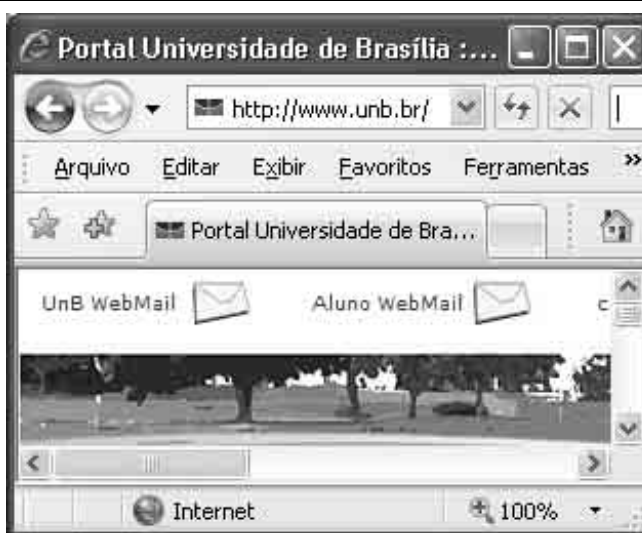 Portal Universidade de Brasília :...
http://www.unb.br/
Arquivo Editar Exibir Favoritos Ferramentas »
Portal Universidade de Bra...
UnB WebMail Aluno WebMail c
Internet 100%